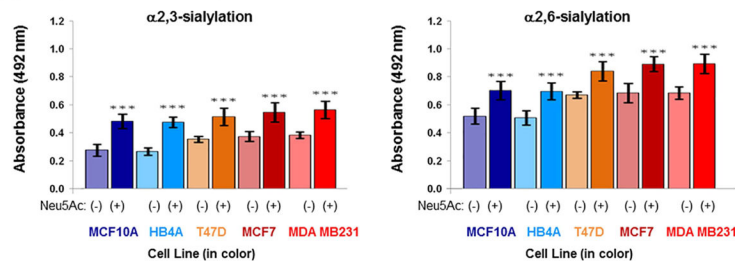 α2,3-sialylation
Absorbance (492 nm)
1.2
1.0
0.8
0.6
0.4
0.2
0.0
*** *** *** *** ***
Neu5Ac: (-) (+) (-) (+) (-) (+) (-) (+) (-) (+)
MCF10A HB4A T47D MCF7 MDA MB231
Cell Line (in color)
α2,6-sialylation
Absorbance (492 nm)
1.2
1.0
0.8
0.6
0.4
0.2
0.0
*** *** *** *** ***
Neu5Ac: (-) (+) (-) (+) (-) (+) (-) (+) (-) (+)
MCF10A HB4A T47D MCF7 MDA MB231
Cell Line (in color)